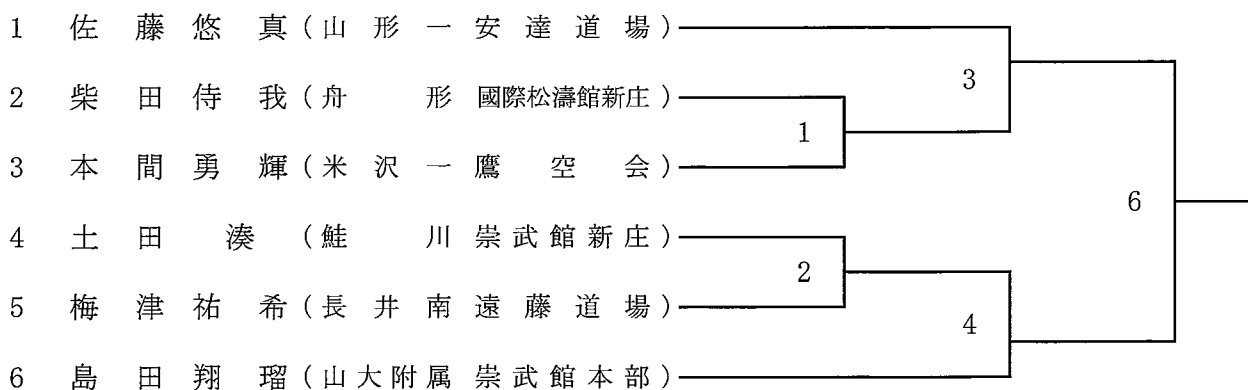 1 佐藤悠真(山形一 安達道場)
2 柴田侍我(舟形 國際松濤館新庄)
3 本間勇輝(米沢一 鷹空会)
4 土田湊(鮭川 崇武館新庄)
5 梅津祐希(長井南 遠藤道場)
6 島田翔瑠(山大附属 崇武館本部)
3
1
6
2
4